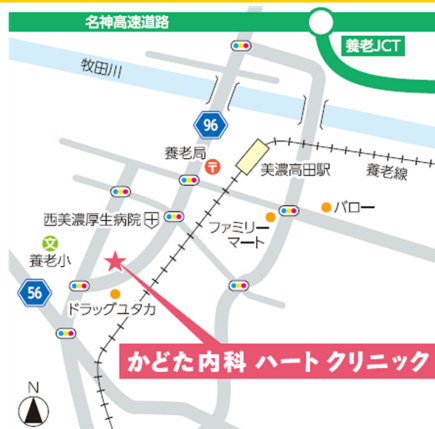 名神高速道路
養老JCT
牧田川
96
養老局
〒
美濃高田駅
養老線
西美濃厚生病院
ファミリー
マート
バロー
文
養老小
56
ドラッグユタカ
かどた内科 ハート クリニック
N